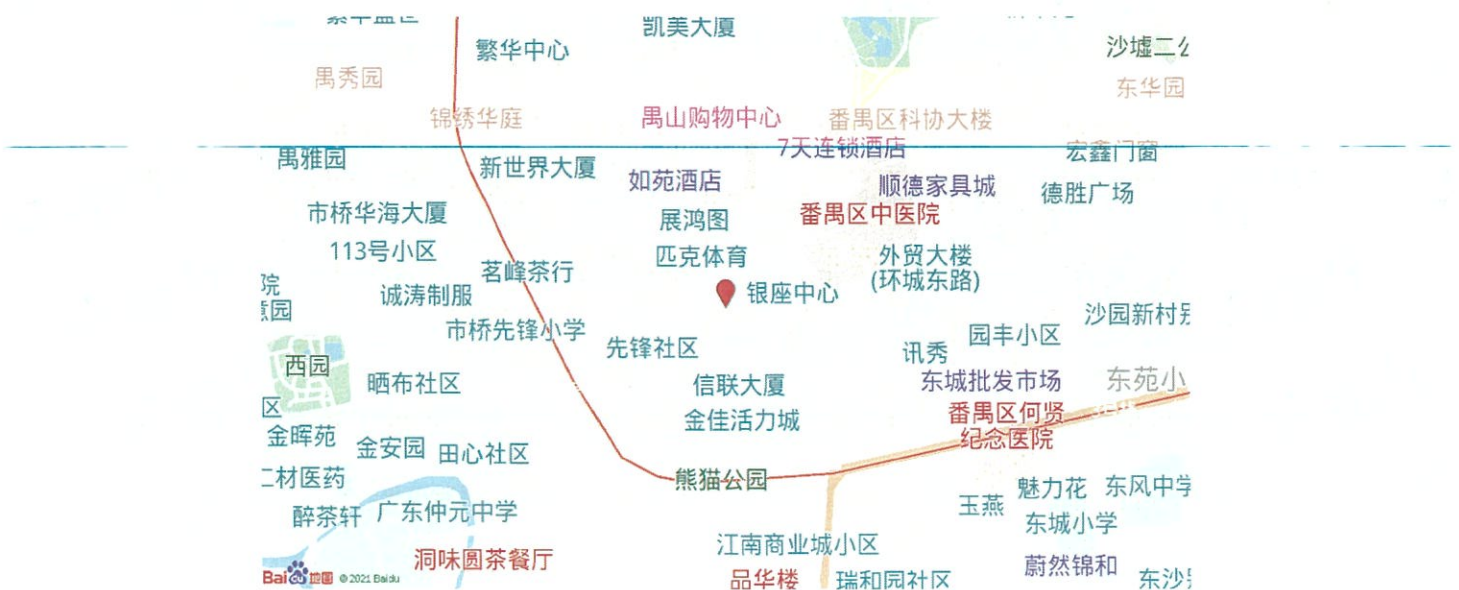 凯美大厦
繁华中心
沙墟二公
禹秀园
东华园
锦绣华庭
禹山购物中心
番禺区科协大楼
7天连锁酒店
宏鑫门窗
禹雅园
新世界大厦
如苑酒店
顺德家具城
德胜广场
市桥华海大厦
展鸿图
番禺区中医院
113号小区
匹克体育
外贸大楼
(环城东路)
茗峰茶行
院
意园
诚涛制服
银座中心
沙园新村
市桥先锋小学
先锋社区
园丰小区
讯秀
西园
晒布社区
信联大厦
东城批发市场
东苑小
区
金佳活力城
番禺区何贤
纪念医院
金晖苑
金安园
田心社区
仁材医药
熊猫公园
魅力花
东风中学
玉燕
醉茶轩
广东仲元中学
东城小学
江南商业城小区
洞味圆茶餐厅
蔚然锦和
品华楼
瑞和园社区
东沙
Bai du 地图 © 2021 Baidu